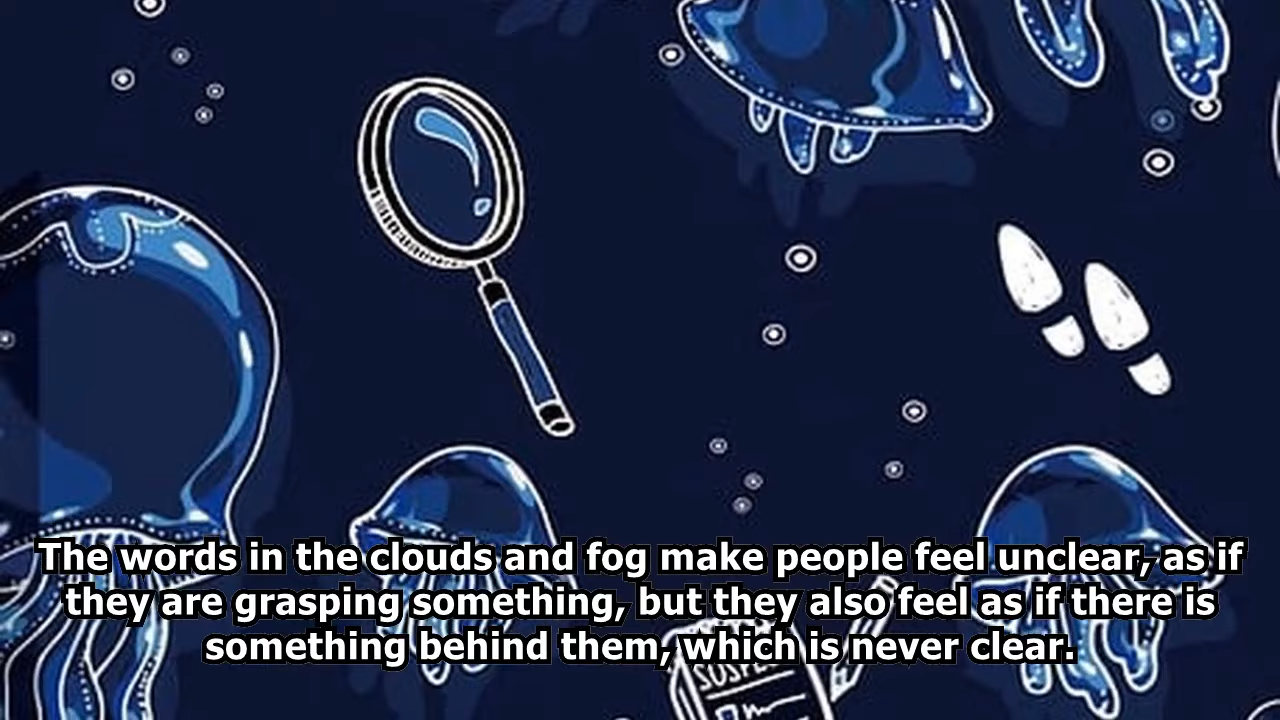 The words in the clouds and fog make people feel unclear, as if
they are grasping something, but they also feel as if there is
something behind them, which is never clear.